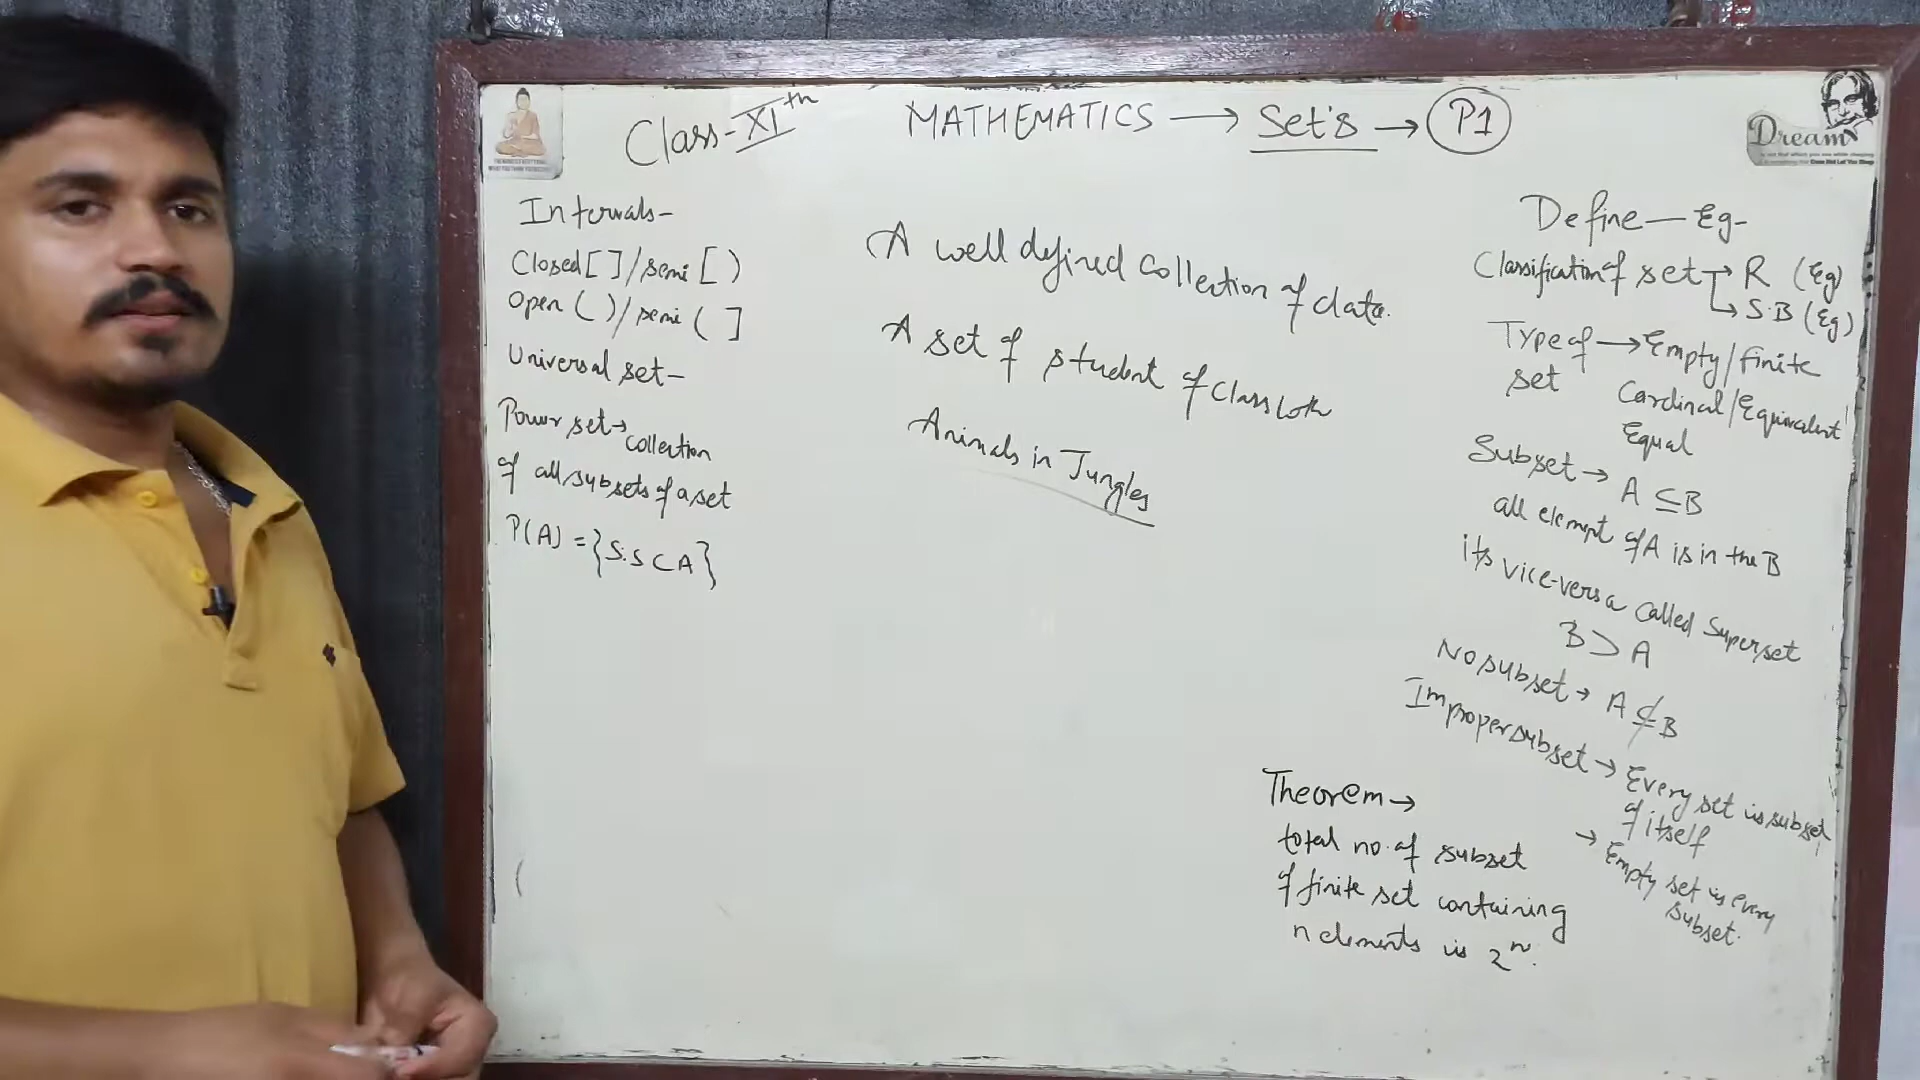 Class-XIth MATHEMATICS → Set's → P1
Dream
Intervals-
Closed [ ] / semi [ )
Open ( ) / semi ( ]
Universal set-
Power set → collection
of all subsets of a set
P(A) = {S.S ⊂ A}
A well defined collection of data.
A set of student of class
Animals in Jungles
Define — Eg-
Classification of set → R (Eg)
↳ S.B (Eg)
Type of → Empty/finite
set Cardinal/Equivalent
Equal
Subset → A ⊆ B
all element of A is in the B
its vice-versa called Superset
B ⊃ A
No subset → A ⊈ B
Improper subset → Every set is subset
of itself
→ Empty set is every
subset.
Theorem →
total no. of subset
of finite set containing
n elements is 2ⁿ.